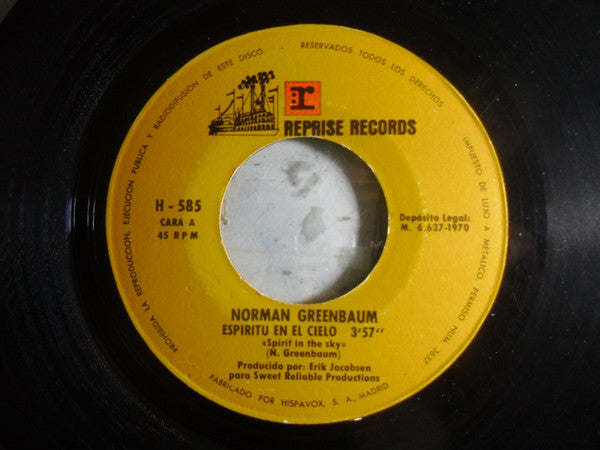 PROHIBIDA LA RADIODIFUSION, EJECUCION PUBLICA Y RADIODIFUSION DE ESTE DISCO
RESERVADOS TODOS LOS DERECHOS
IMPUESTO DE LUJO A METALICO, PERMISO NUM. 3637
r:
REPRISE RECORDS
H - 585
CARA A
45 RPM
Depósito Legal:
M. 6.637-1970
NORMAN GREENBAUM
ESPIRITU EN EL CIELO 3'57"
«Spirit in the sky»
(N. Greenbaum)
Producido por: Erik Jacobsen
para Sweet Reliable Productions
FABRICADO POR HISPAVOX, S. A., MADRID